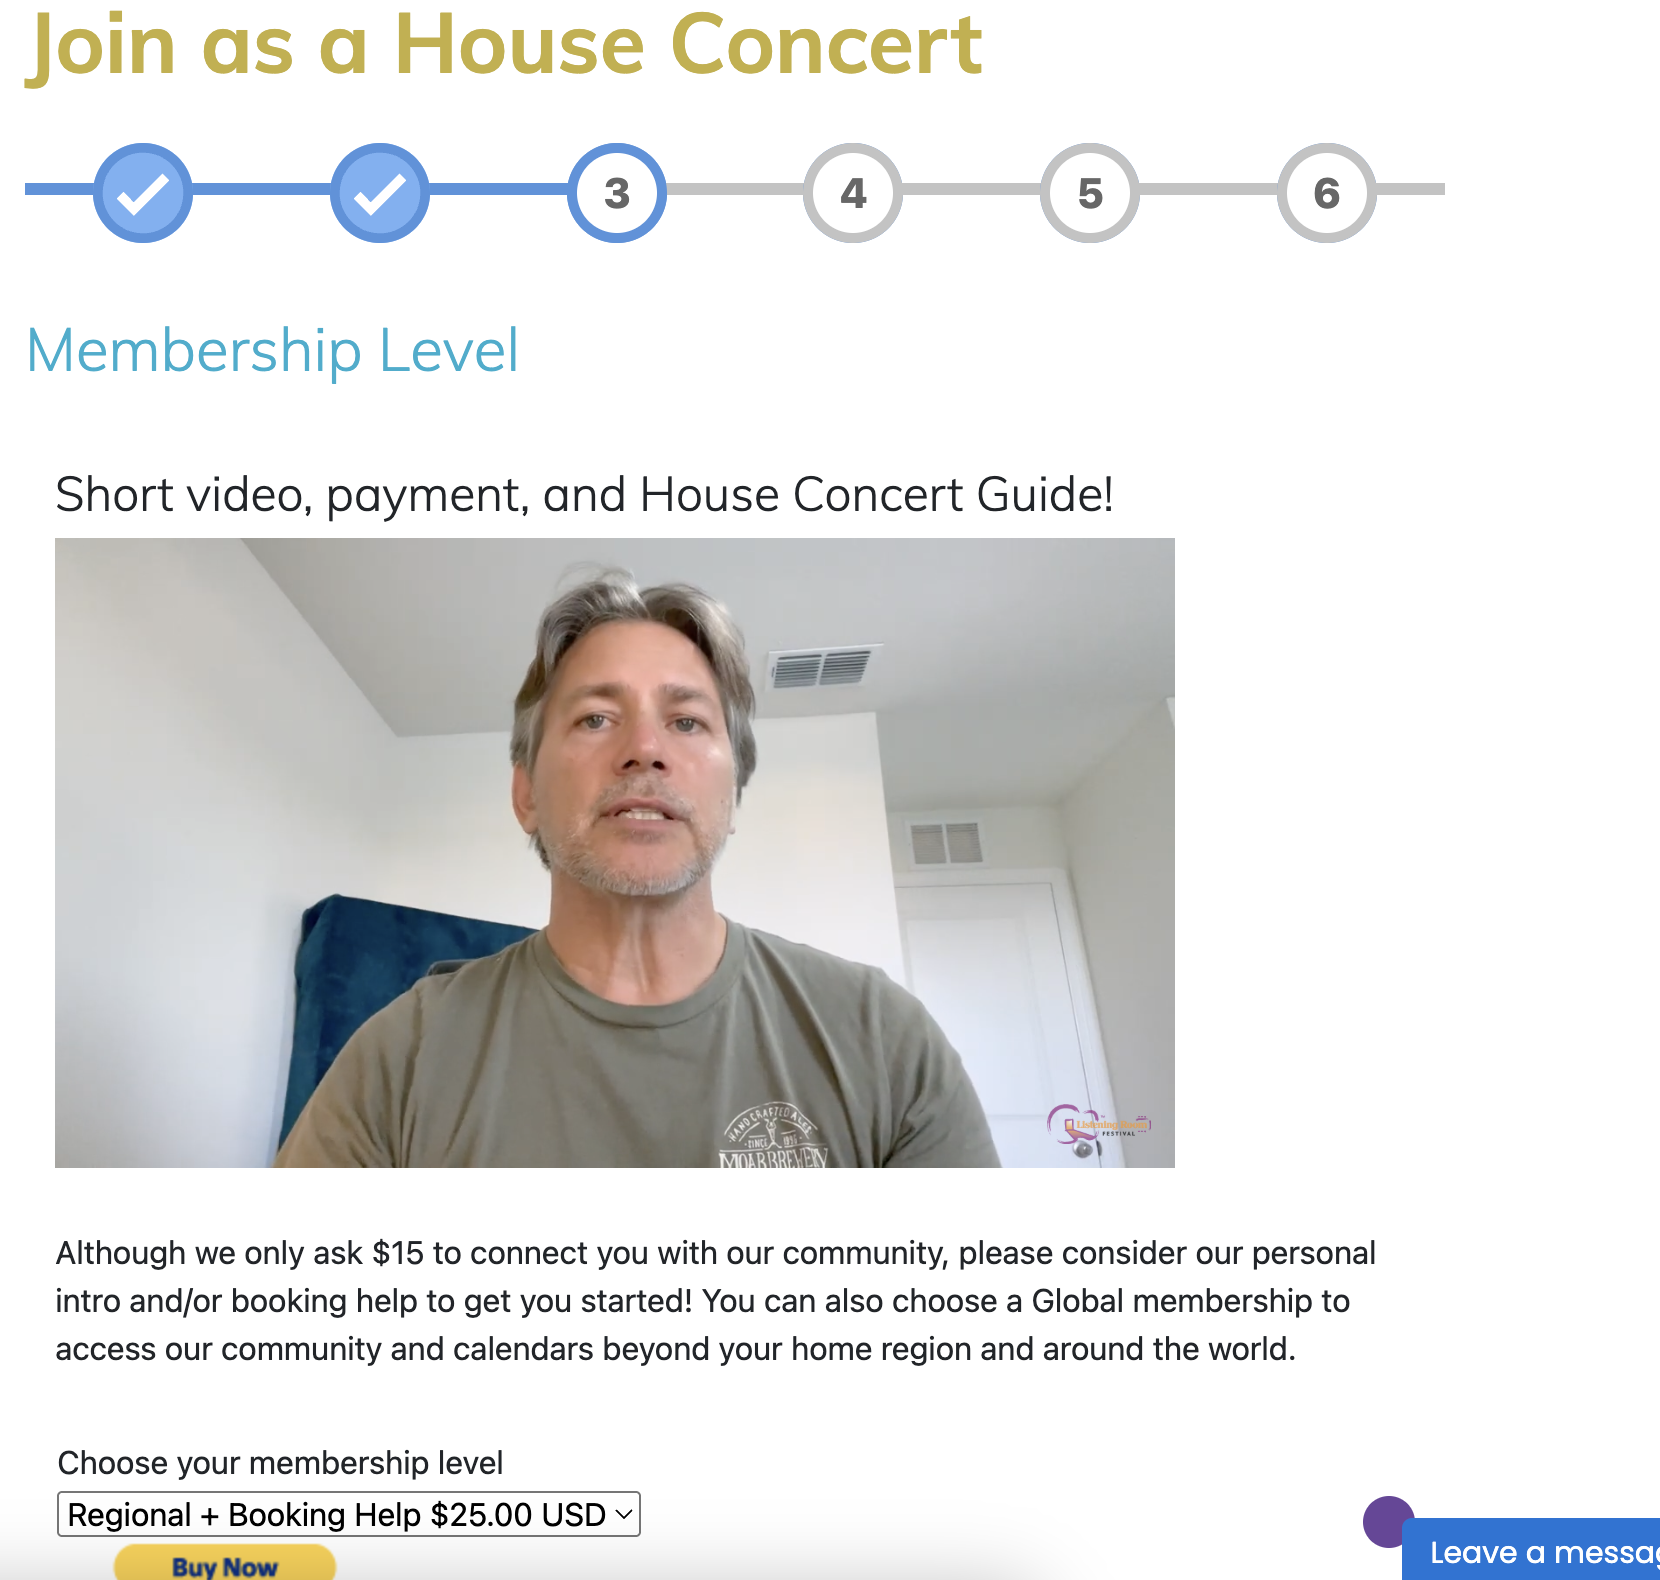 Join as a House Concert
3 4 5 6
Membership Level
Short video, payment, and House Concert Guide!
HAND CRAFTED ALES
SINCE 1996
MOAB BREWERY
Listening
FESTIVAL
Although we only ask $15 to connect you with our community, please consider our personal
intro and/or booking help to get you started! You can also choose a Global membership to
access our community and calendars beyond your home region and around the world.
Choose your membership level
Regional + Booking Help $25.00 USD
Buy Now
Leave a messag